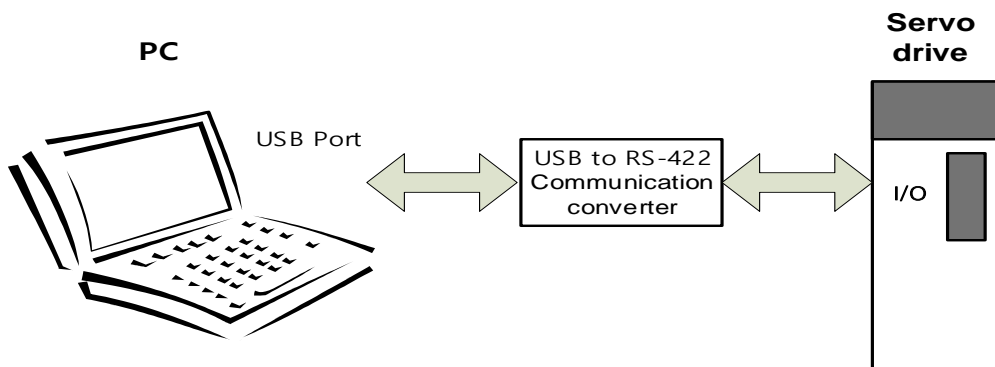 PC
USB Port
USB to RS-422
Communication
converter
Servo
drive
I/O